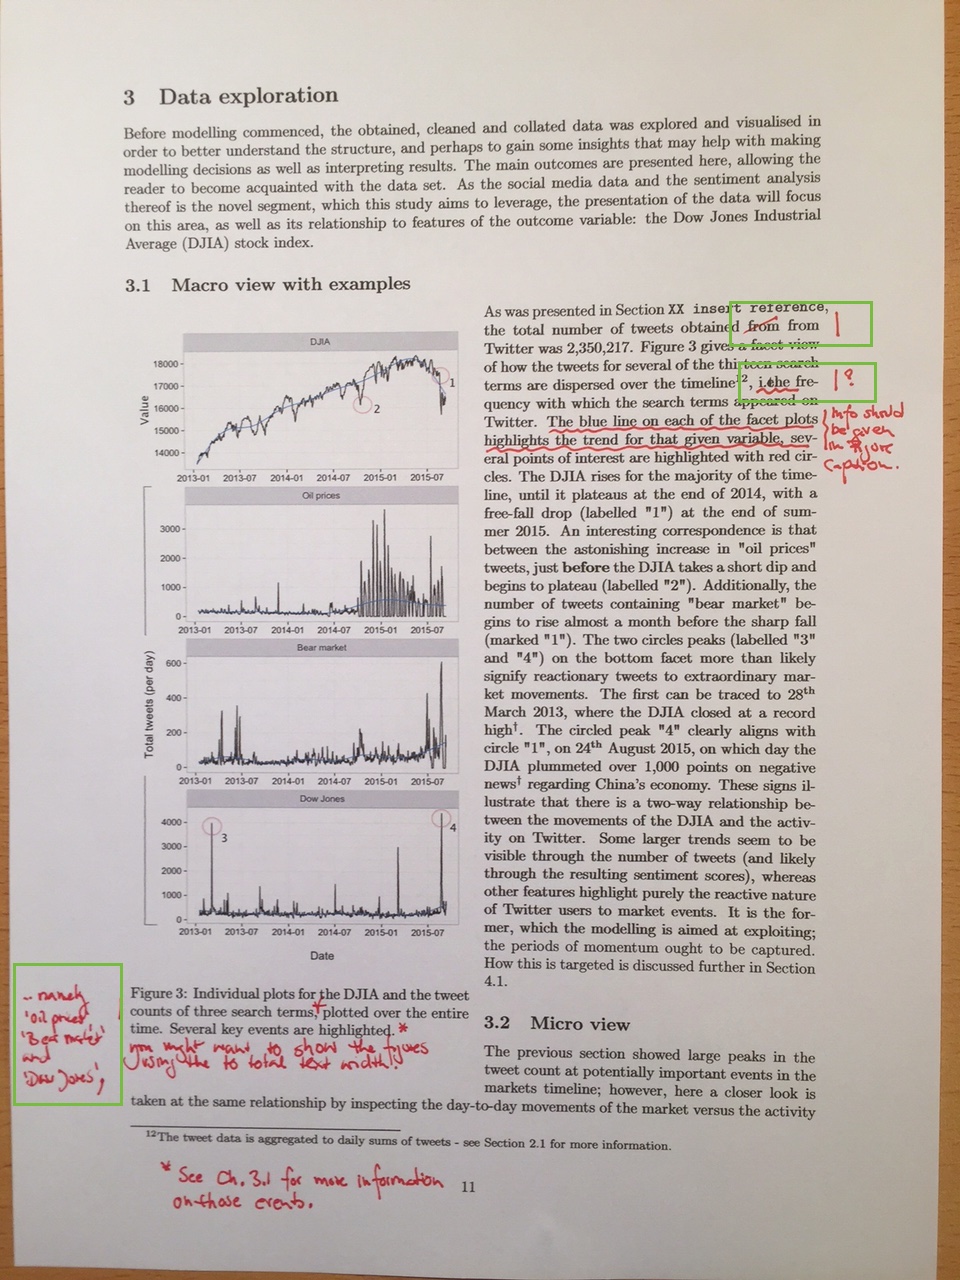 3 Data exploration
Before modelling commenced, the obtained, cleaned and collated data was explored and visualised in
order to better understand the structure, and perhaps to gain some insights that may help with making
modelling decisions as well as interpreting results. The main outcomes are presented here, allowing the
reader to become acquainted with the data set. As the social media data and the sentiment analysis
thereof is the novel segment, which this study aims to leverage, the presentation of the data will focus
on this area, as well as its relationship to features of the outcome variable: the Dow Jones Industrial
Average (DJIA) stock index.
3.1 Macro view with examples
DJIA
Value
18000
17000
16000
15000
14000
1
2
2013-01 2013-07 2014-01 2014-07 2015-01 2015-07
Oil prices
3000
2000
1000
0
2013-01 2013-07 2014-01 2014-07 2015-01 2015-07
Bear market
Total tweets (per day)
600
400
200
0
2013-01 2013-07 2014-01 2014-07 2015-01 2015-07
Dow Jones
4000
3000
2000
1000
0
3
4
2013-01 2013-07 2014-01 2014-07 2015-01 2015-07
Date
Figure 3: Individual plots for the DJIA and the tweet
counts of three search terms, plotted over the entire
time. Several key events are highlighted. *
you might want to show the figures
using the to total text width!
.. namely
'Oil prices'
'Bear market'
and
'Dow Jones',
As was presented in Section XX insert reference,
the total number of tweets obtained from from
Twitter was 2,350,217. Figure 3 gives a facet view
of how the tweets for several of the thirteen search
terms are dispersed over the timeline12, i.the fre-
quency with which the search terms appeared on
Twitter. The blue line on each of the facet plots
highlights the trend for that given variable, sev-
eral points of interest are highlighted with red cir-
cles. The DJIA rises for the majority of the time-
line, until it plateaus at the end of 2014, with a
free-fall drop (labelled "1") at the end of sum-
mer 2015. An interesting correspondence is that
between the astonishing increase in "oil prices"
tweets, just before the DJIA takes a short dip and
begins to plateau (labelled "2"). Additionally, the
number of tweets containing "bear market" be-
gins to rise almost a month before the sharp fall
(marked "1"). The two circles peaks (labelled "3"
and "4") on the bottom facet more than likely
signify reactionary tweets to extraordinary mar-
ket movements. The first can be traced to 28th
March 2013, where the DJIA closed at a record
high†. The circled peak "4" clearly aligns with
circle "1", on 24th August 2015, on which day the
DJIA plummeted over 1,000 points on negative
news† regarding China's economy. These signs il-
lustrate that there is a two-way relationship be-
tween the movements of the DJIA and the activ-
ity on Twitter. Some larger trends seem to be
visible through the number of tweets (and likely
through the resulting sentiment scores), whereas
other features highlight purely the reactive nature
of Twitter users to market events. It is the for-
mer, which the modelling is aimed at exploiting;
the periods of momentum ought to be captured.
How this is targeted is discussed further in Section
4.1.
1?
Info should
be given
in figure
caption.
3.2 Micro view
The previous section showed large peaks in the
tweet count at potentially important events in the
markets timeline; however, here a closer look is
taken at the same relationship by inspecting the day-to-day movements of the market versus the activity
12The tweet data is aggregated to daily sums of tweets - see Section 2.1 for more information.
* See Ch. 3.1 for more information
on those events.
11